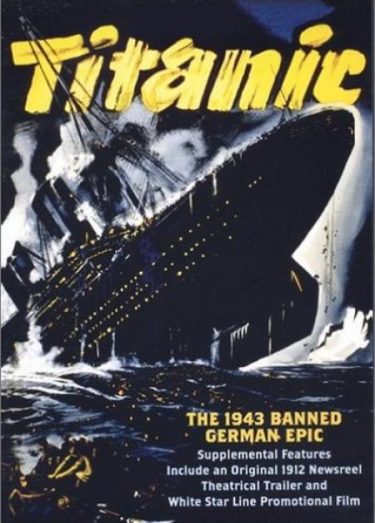 Titanic
THE 1943 BANNED
GERMAN EPIC
Supplemental Features
Include an Original 1912 Newsreel
Theatrical Trailer and
White Star Line Promotional Film